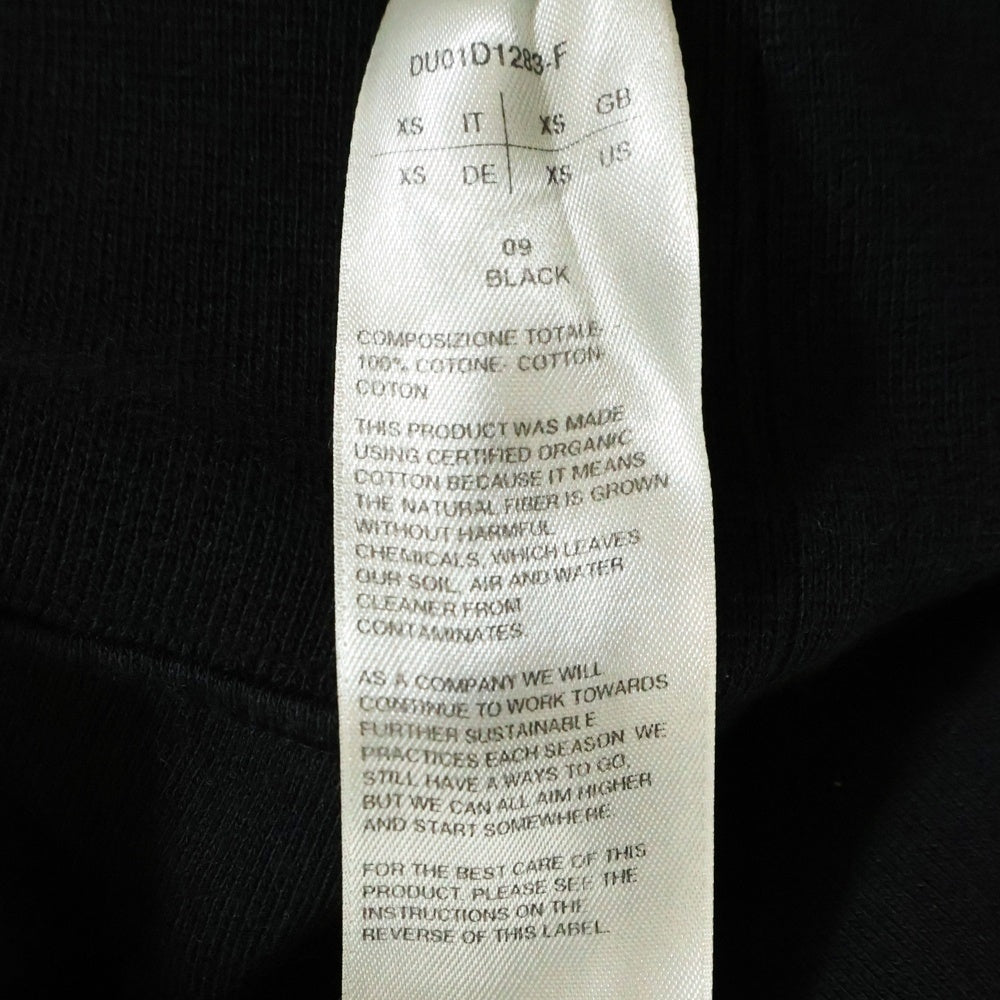 DU01D1283-F
XS IT XS GB
XS DE XS US
09
BLACK
COMPOSIZIONE TOTALE- -
100% COTONE- COTTON-
COTON
THIS PRODUCT WAS MADE
USING CERTIFIED ORGANIC
COTTON BECAUSE IT MEANS
THE NATURAL FIBER IS GROWN
WITHOUT HARMFUL
CHEMICALS, WHICH LEAVES
OUR SOIL, AIR AND WATER
CLEANER FROM
CONTAMINATES.
AS A COMPANY WE WILL
CONTINUE TO WORK TOWARDS
FURTHER SUSTAINABLE
PRACTICES EACH SEASON. WE
STILL HAVE A WAYS TO GO,
BUT WE CAN ALL AIM HIGHER
AND START SOMEWHERE.
FOR THE BEST CARE OF THIS
PRODUCT, PLEASE SEE THE
INSTRUCTIONS ON THE
REVERSE OF THIS LABEL.